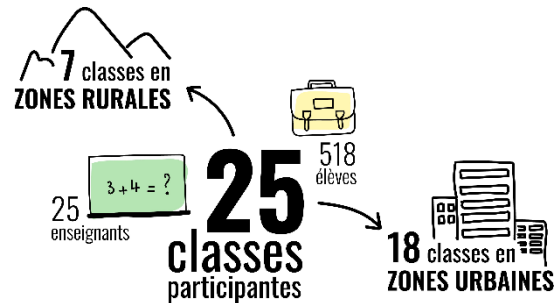 7 classes en
ZONES RURALES
3+4 = ?
25
enseignants
518
élèves
25
classes
participantes
18 classes en
ZONES URBAINES